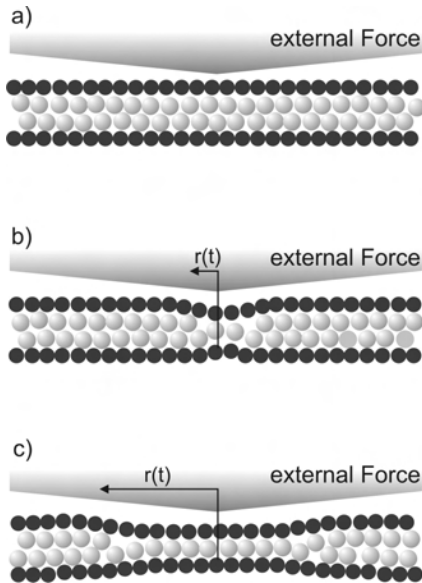 a)
external Force
b)
r(t)
external Force
c)
r(t)
external Force